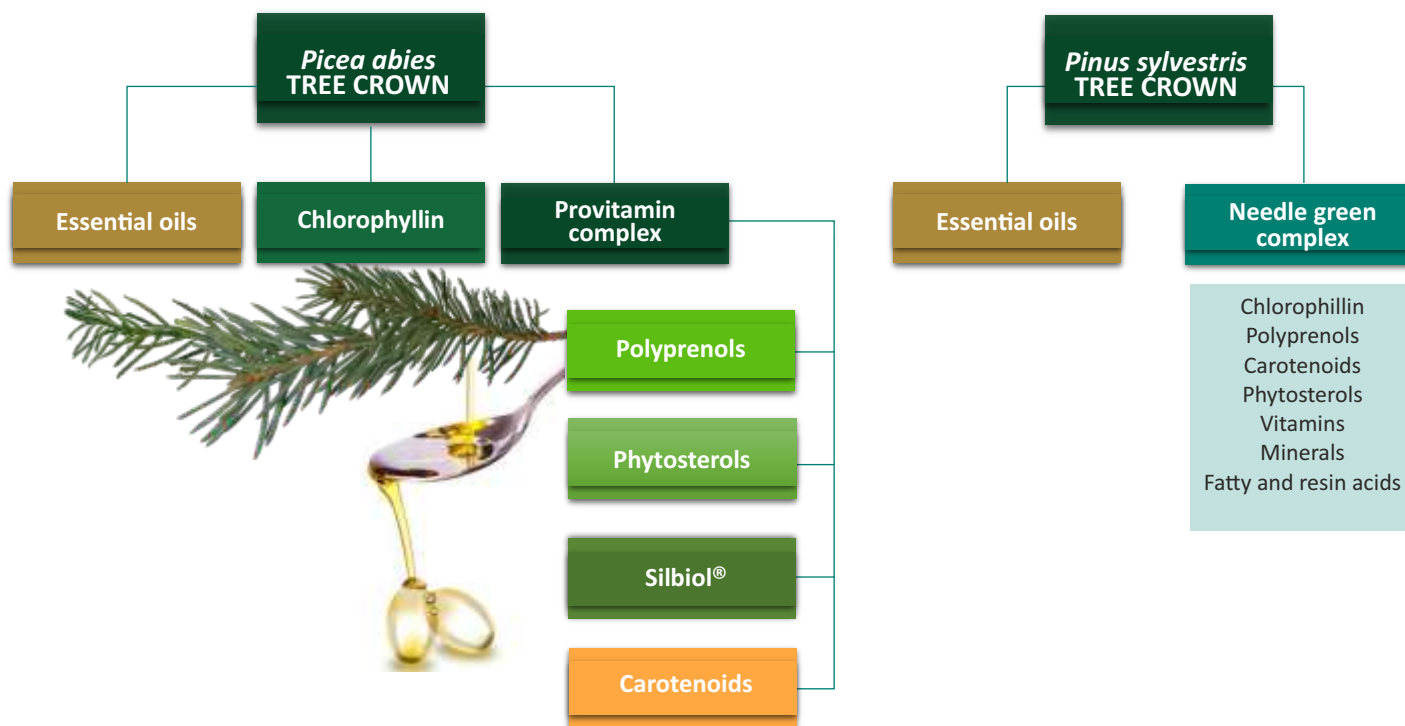 Picea abies
TREE CROWN
Essential oils
Chlorophyllin
Provitamin
complex
Polyprenols
Phytosterols
Silbiol®
Carotenoids
Pinus sylvestris
TREE CROWN
Essential oils
Needle green
complex
Chlorophillin
Polyprenols
Carotenoids
Phytosterols
Vitamins
Minerals
Fatty and resin acids